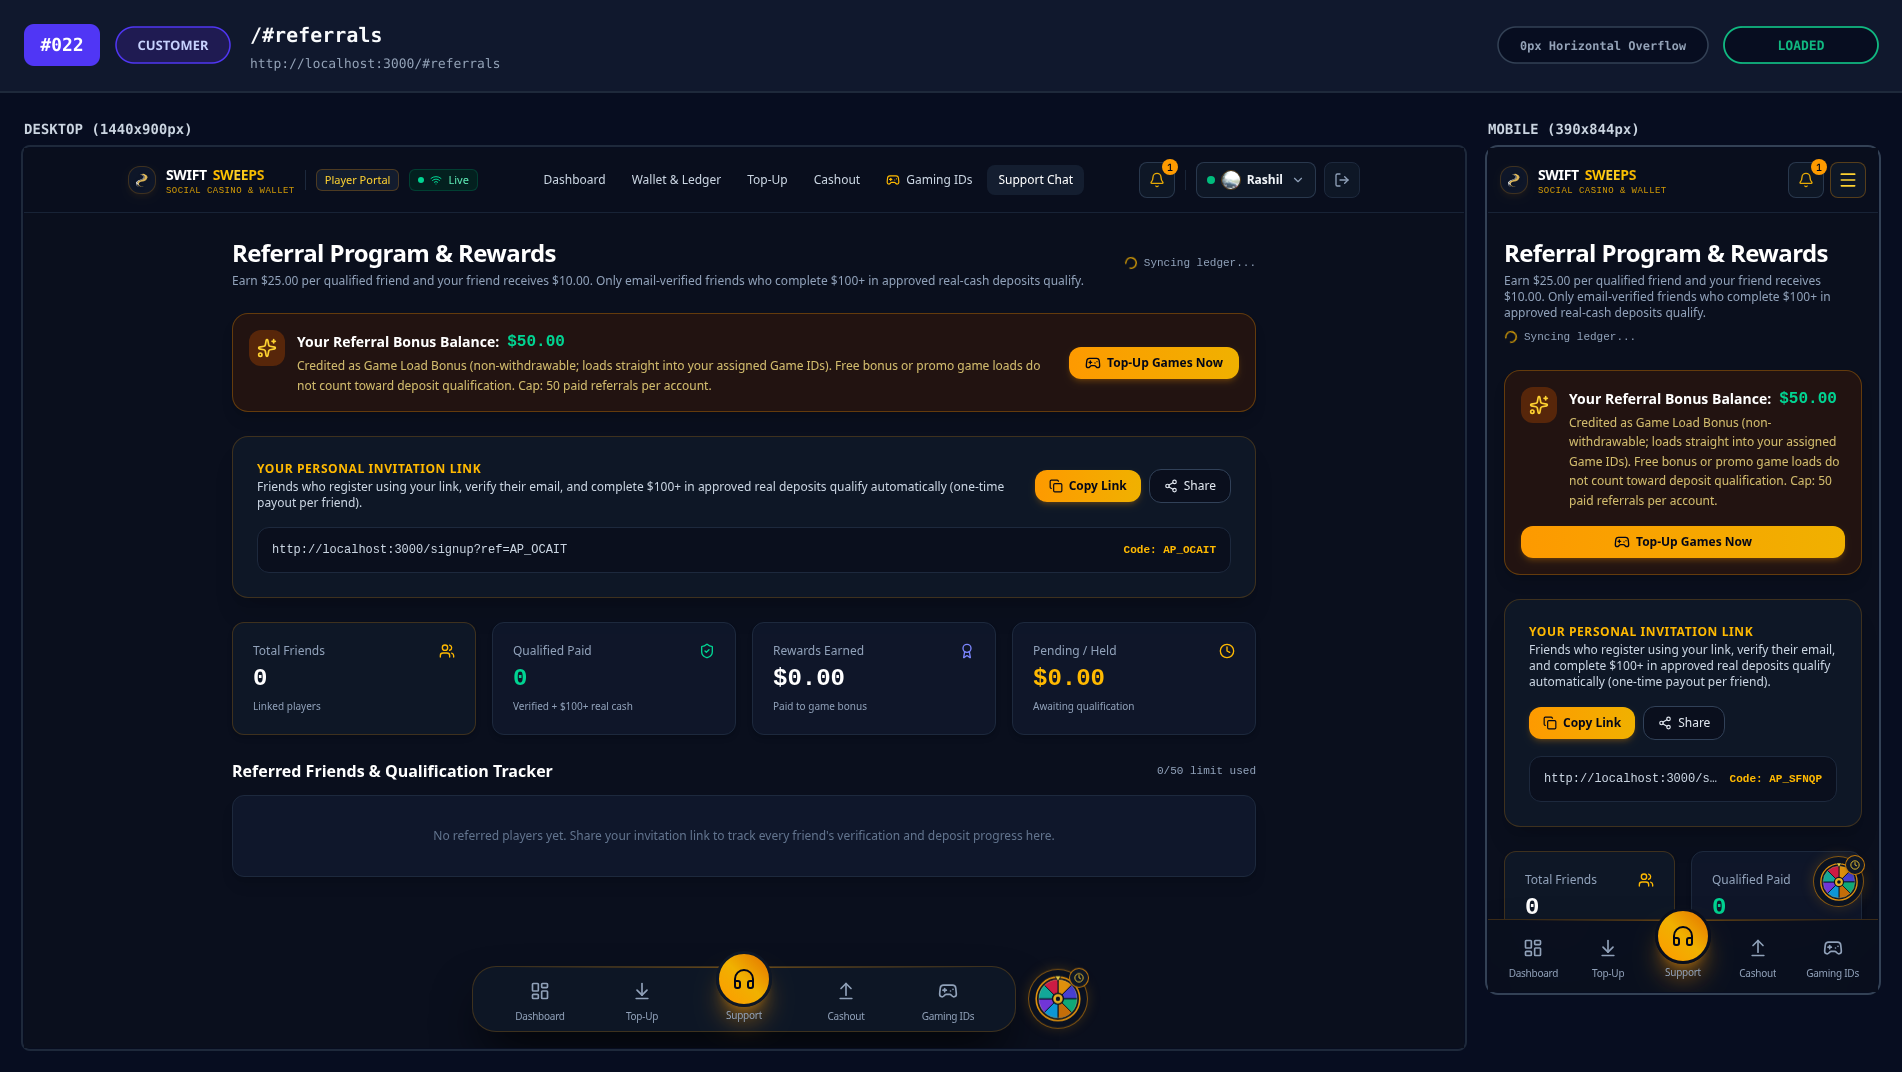 #022
CUSTOMER
/#referrals
http://localhost:3000/#referrals
0px Horizontal Overflow
LOADED
DESKTOP (1440x900px)
SWIFT SWEEPS
SOCIAL CASINO & WALLET
Player Portal
Live
Dashboard
Wallet & Ledger
Top-Up
Cashout
Gaming IDs
Support Chat
1
Rashil
Referral Program & Rewards
Earn $25.00 per qualified friend and your friend receives $10.00. Only email-verified friends who complete $100+ in approved real-cash deposits qualify.
Syncing ledger...
Your Referral Bonus Balance: $50.00
Credited as Game Load Bonus (non-withdrawable; loads straight into your assigned Game IDs). Free bonus or promo game loads do
not count toward deposit qualification. Cap: 50 paid referrals per account.
Top-Up Games Now
YOUR PERSONAL INVITATION LINK
Friends who register using your link, verify their email, and complete $100+ in approved real deposits qualify automatically (one-time
payout per friend).
Copy Link
Share
http://localhost:3000/signup?ref=AP_OCAIT
Code: AP_OCAIT
Total Friends
0
Linked players
Qualified Paid
0
Verified + $100+ real cash
Rewards Earned
$0.00
Paid to game bonus
Pending / Held
$0.00
Awaiting qualification
Referred Friends & Qualification Tracker
0/50 limit used
No referred players yet. Share your invitation link to track every friend's verification and deposit progress here.
Dashboard
Top-Up
Support
Cashout
Gaming IDs
MOBILE (390x844px)
SWIFT SWEEPS
SOCIAL CASINO & WALLET
1
Referral Program & Rewards
Earn $25.00 per qualified friend and your friend receives
$10.00. Only email-verified friends who complete $100+ in
approved real-cash deposits qualify.
Syncing ledger...
Your Referral Bonus Balance: $50.00
Credited as Game Load Bonus (non-
withdrawable; loads straight into your assigned
Game IDs). Free bonus or promo game loads do
not count toward deposit qualification. Cap: 50
paid referrals per account.
Top-Up Games Now
YOUR PERSONAL INVITATION LINK
Friends who register using your link, verify their email,
and complete $100+ in approved real deposits qualify
automatically (one-time payout per friend).
Copy Link
Share
http://localhost:3000/s…
Code: AP_SFNQP
Total Friends
0
Qualified Paid
0
Dashboard
Top-Up
Support
Cashout
Gaming IDs